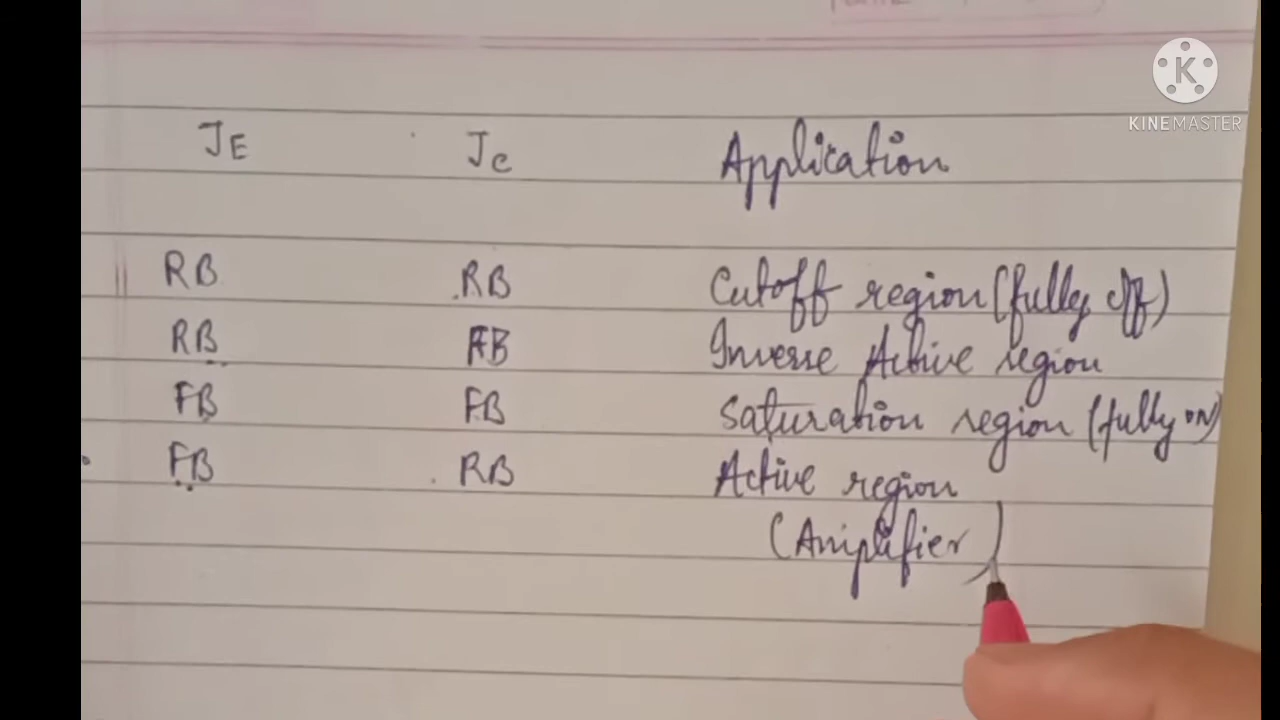 K
KINEMASTER
JE JC Application
RB RB Cutoff region (fully off)
RB FB Inverse Active region
FB FB Saturation region (fully ON)
FB RB Active region
(Amplifier)